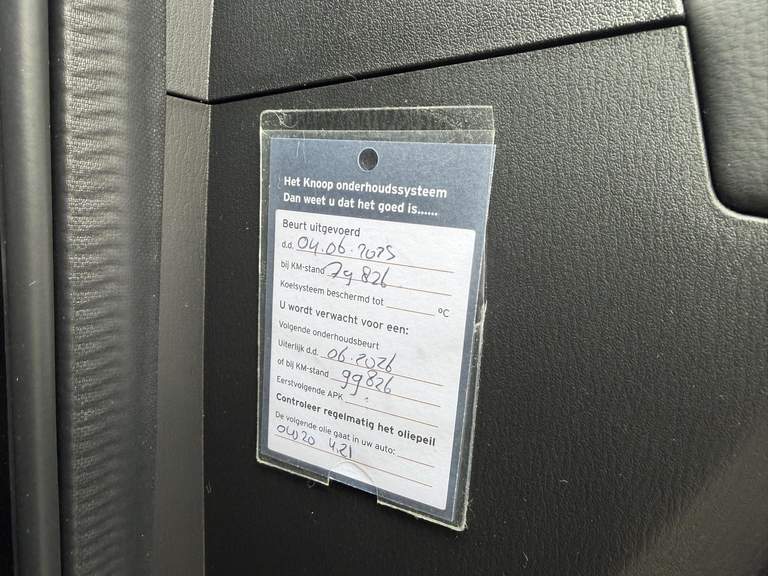 Het Knoop onderhoudssysteem
Dan weet u dat het goed is......
Beurt uitgevoerd
d.d. 04.06.2025
bij KM-stand 79 826
Koelsysteem beschermd tot °C
U wordt verwacht voor een:
Volgende onderhoudsbeurt
Uiterlijk d.d. 06.2026
of bij KM-stand 99826
Eerstvolgende APK
Controleer regelmatig het oliepeil
De volgende olie gaat in uw auto:
0W20 4.2l